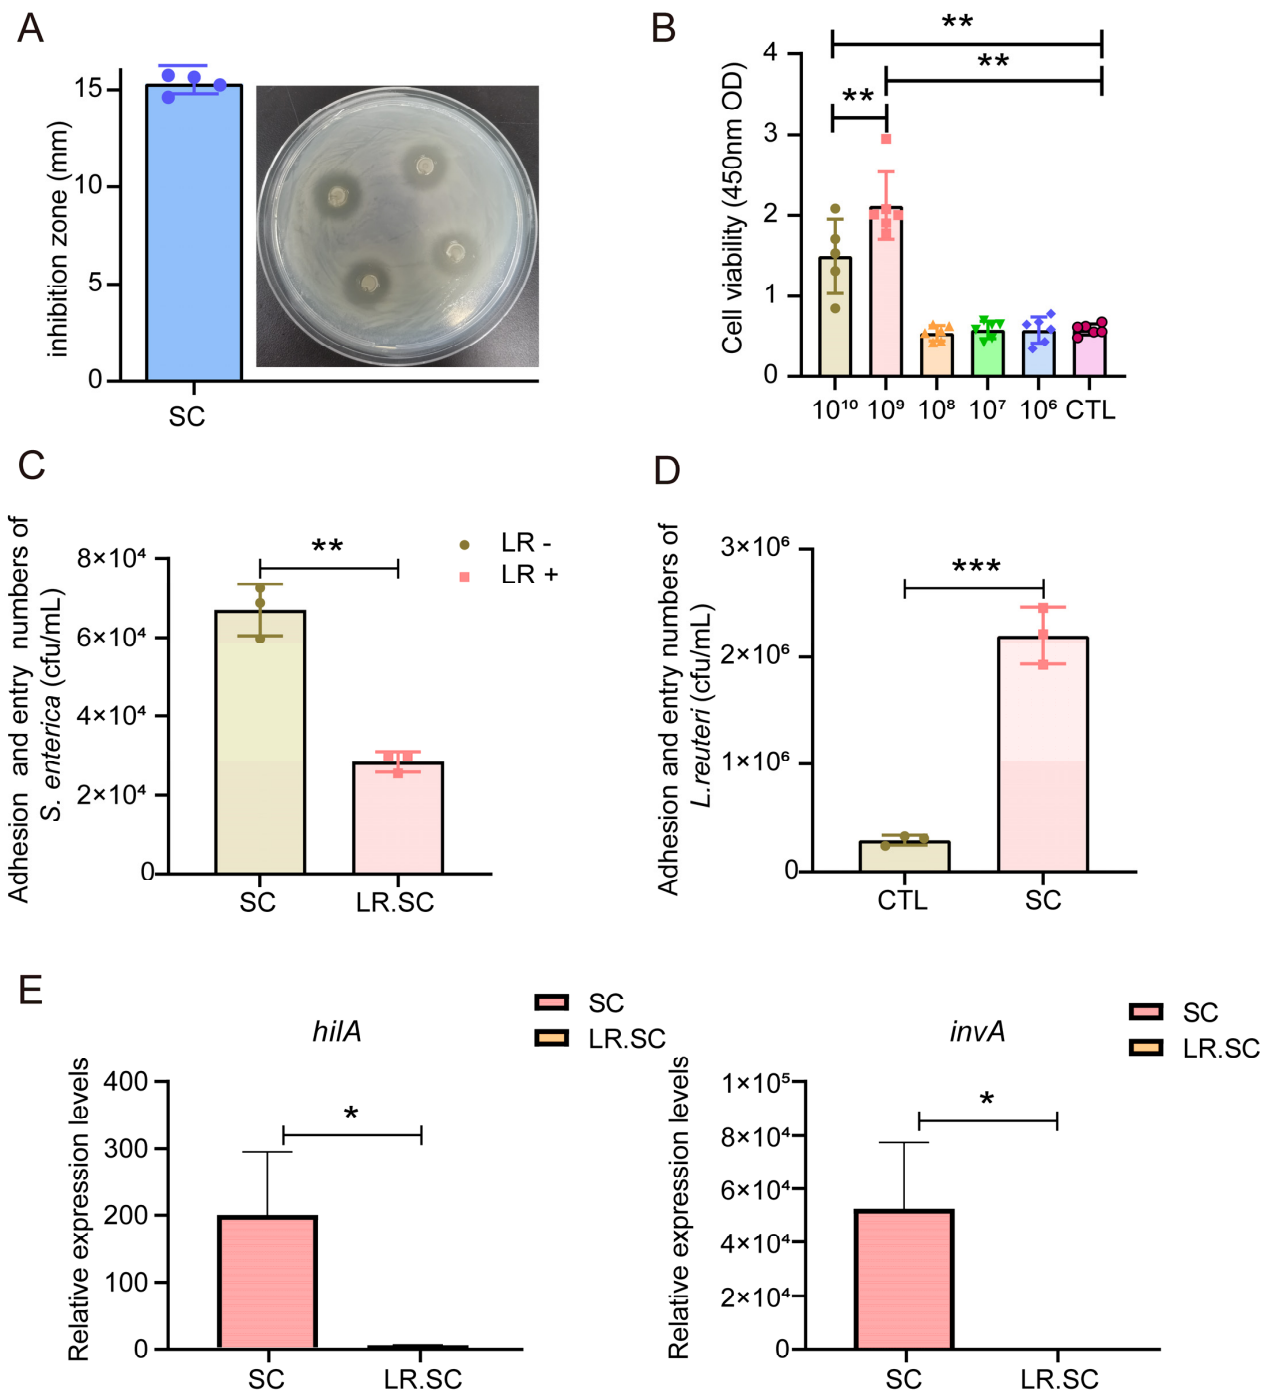 A
inhibition zone (mm)
15
10
5
0
SC
B
Cell viability (450nm OD)
4
3
2
1
0
**
**
**
10¹⁰ 10⁹ 10⁸ 10⁷ 10⁶ CTL
C
Adhesion and entry numbers of
S. enterica (cfu/mL)
8×10⁴
6×10⁴
4×10⁴
2×10⁴
0
**
LR -
LR +
SC LR.SC
D
Adhesion and entry numbers of
L.reuteri (cfu/mL)
3×10⁶
2×10⁶
1×10⁶
0
***
CTL SC
E
hilA
SC
LR.SC
Relative expression levels
400
300
200
100
0
*
SC LR.SC
invA
SC
LR.SC
Relative expression levels
1×10⁵
8×10⁴
6×10⁴
4×10⁴
2×10⁴
0
*
SC LR.SC